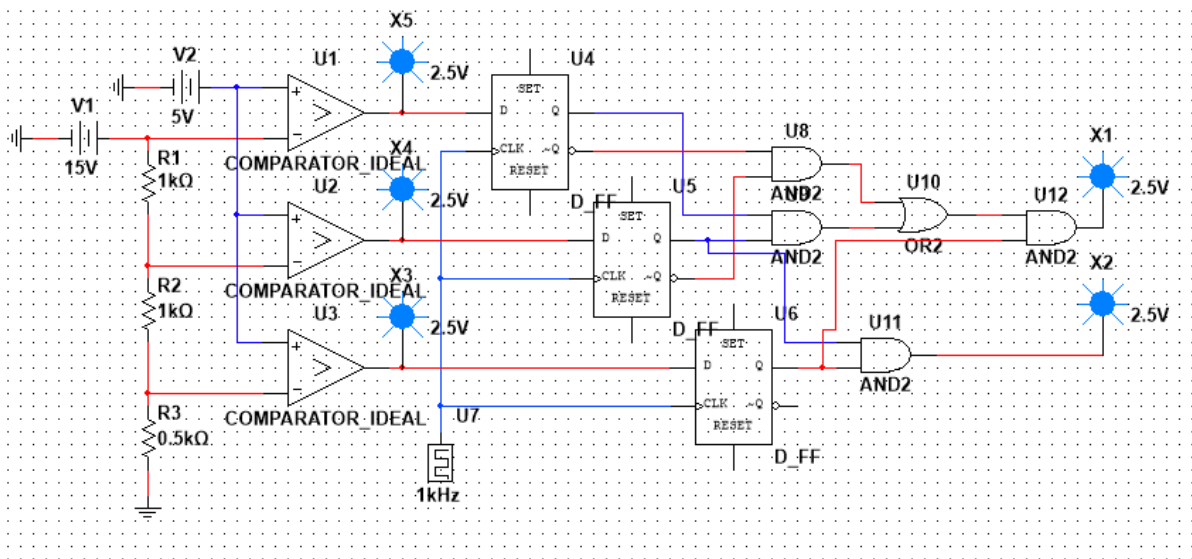 X5
V2
U1
U4
2.5V
SET
V1
5V
D
Q
+
>
−
15V
R1
1kΩ
COMPARATOR_IDEAL
X4
CLK
~Q
RESET
U8
X1
U2
2.5V
D_FF
U5
AND2
U9
U10
U12
2.5V
SET
+
>
−
D
Q
OR2
AND2
AND2
R2
1kΩ
COMPARATOR_IDEAL
X3
CLK
~Q
RESET
X2
U3
2.5V
D_FF
U6
U11
2.5V
SET
+
>
−
D
Q
AND2
R3
0.5kΩ
COMPARATOR_IDEAL
U7
CLK
~Q
RESET
D_FF
1kHz